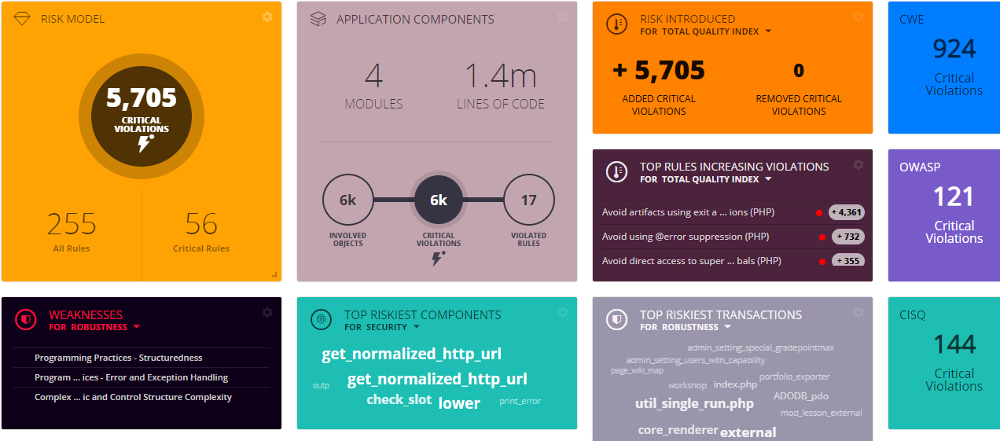 RISK MODEL
5,705
CRITICAL
VIOLATIONS
255
All Rules
56
Critical Rules
APPLICATION COMPONENTS
4
MODULES
1.4m
LINES OF CODE
6k
6k
17
INVOLVED
OBJECTS
CRITICAL
VIOLATIONS
VIOLATED
RULES
RISK INTRODUCED
FOR TOTAL QUALITY INDEX
+ 5,705
ADDED CRITICAL
VIOLATIONS
0
REMOVED CRITICAL
VIOLATIONS
CWE
924
Critical
Violations
TOP RULES INCREASING VIOLATIONS
FOR TOTAL QUALITY INDEX
Avoid artifacts using exit a ... ions (PHP) + 4,361
Avoid using @error suppression (PHP) + 732
Avoid direct access to super ... bals (PHP) + 355
OWASP
121
Critical
Violations
WEAKNESSES
FOR ROBUSTNESS
Programming Practices - Structuredness
Program ... ices - Error and Exception Handling
Complex ... ic and Control Structure Complexity
TOP RISKIEST COMPONENTS
FOR SECURITY
get_normalized_http_url
outp get_normalized_http_url
check_slot lower print_error
TOP RISKIEST TRANSACTIONS
FOR ROBUSTNESS
admin_setting_special_gradepointmax
admin_setting_users_with_capability
page_wiki_map
portfolio_exporter
workshop index.php
ADODB_pdo
util_single_run.php
mod_lesson_external
core_renderer external
CISQ
144
Critical
Violations